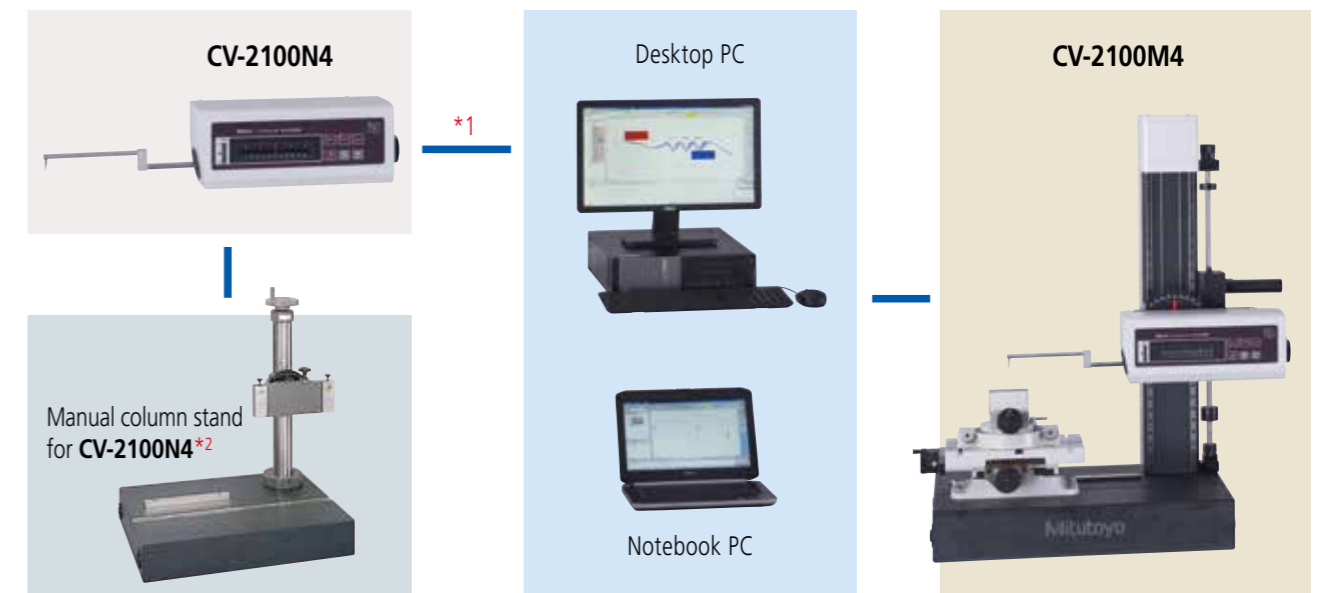 CV-2100N4
*1
Desktop PC
CV-2100M4
Manual column stand
for CV-2100N4*2
Notebook PC
Mitutoyo